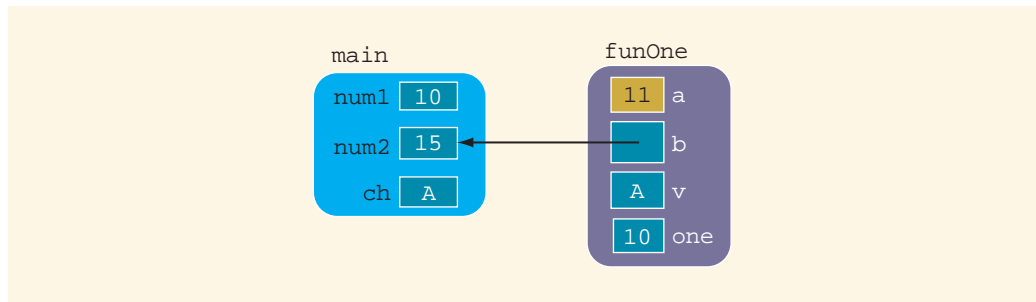 main
num1 10
num2 15
ch A
funOne
11 a
b
A v
10 one